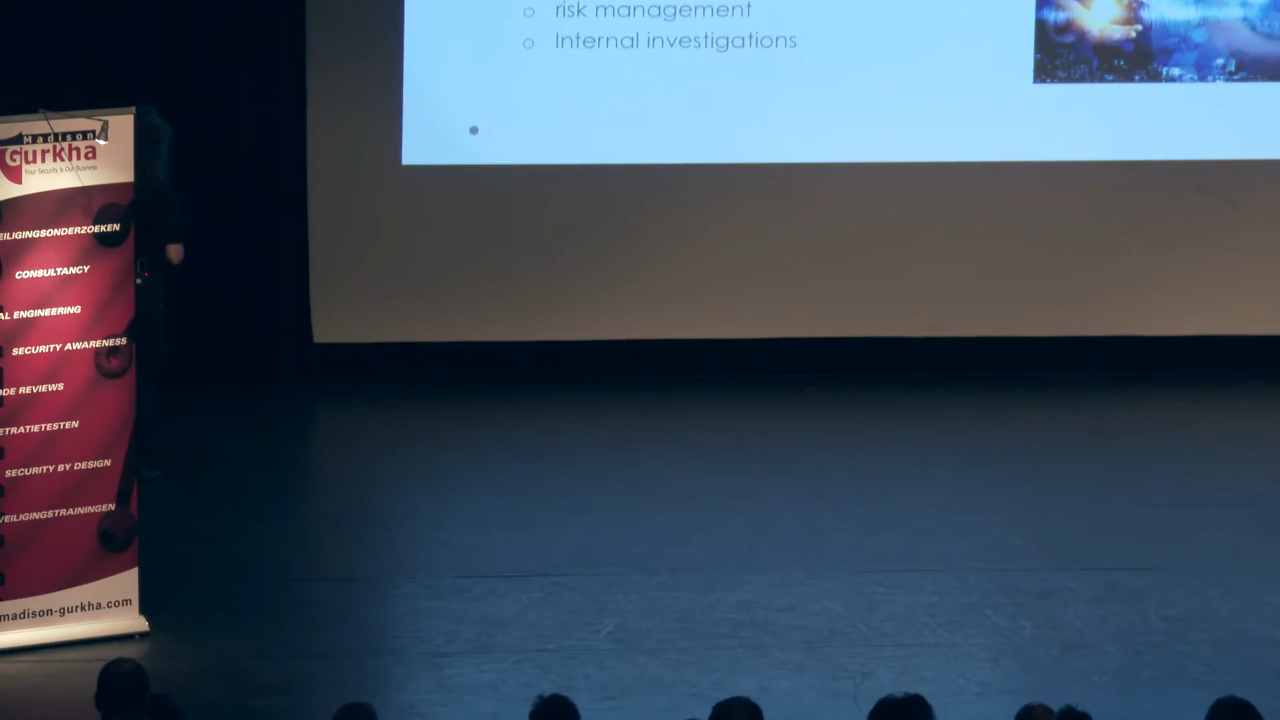 risk management
Internal investigations
Madison
Gurkha
Your Security is Our Business
EILIGINGSONDERZOEKEN
CONSULTANCY
AL ENGINEERING
SECURITY AWARENESS
DE REVIEWS
ETRATIETESTEN
SECURITY BY DESIGN
VEILIGINGSTRAININGEN
madison-gurkha.com